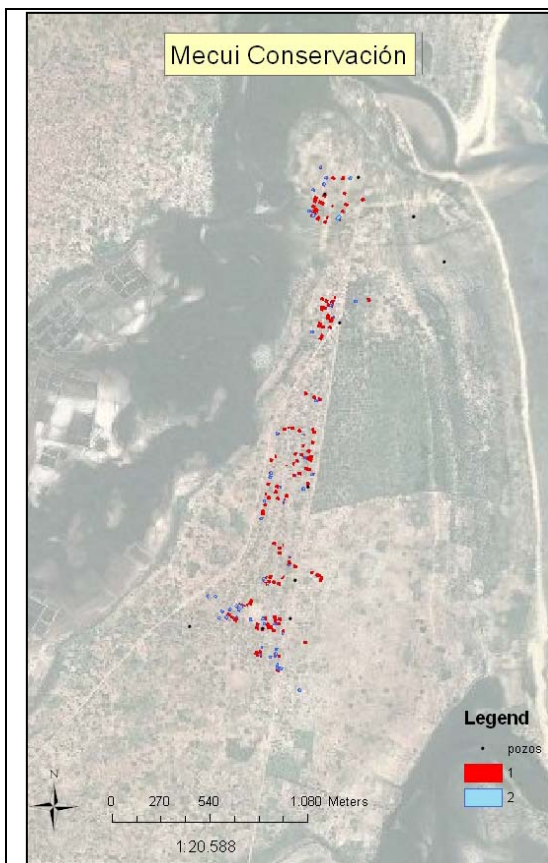 Mecui Conservación
Legend
pozos
1
2
N
0 270 540 1.080 Meters
1:20.588